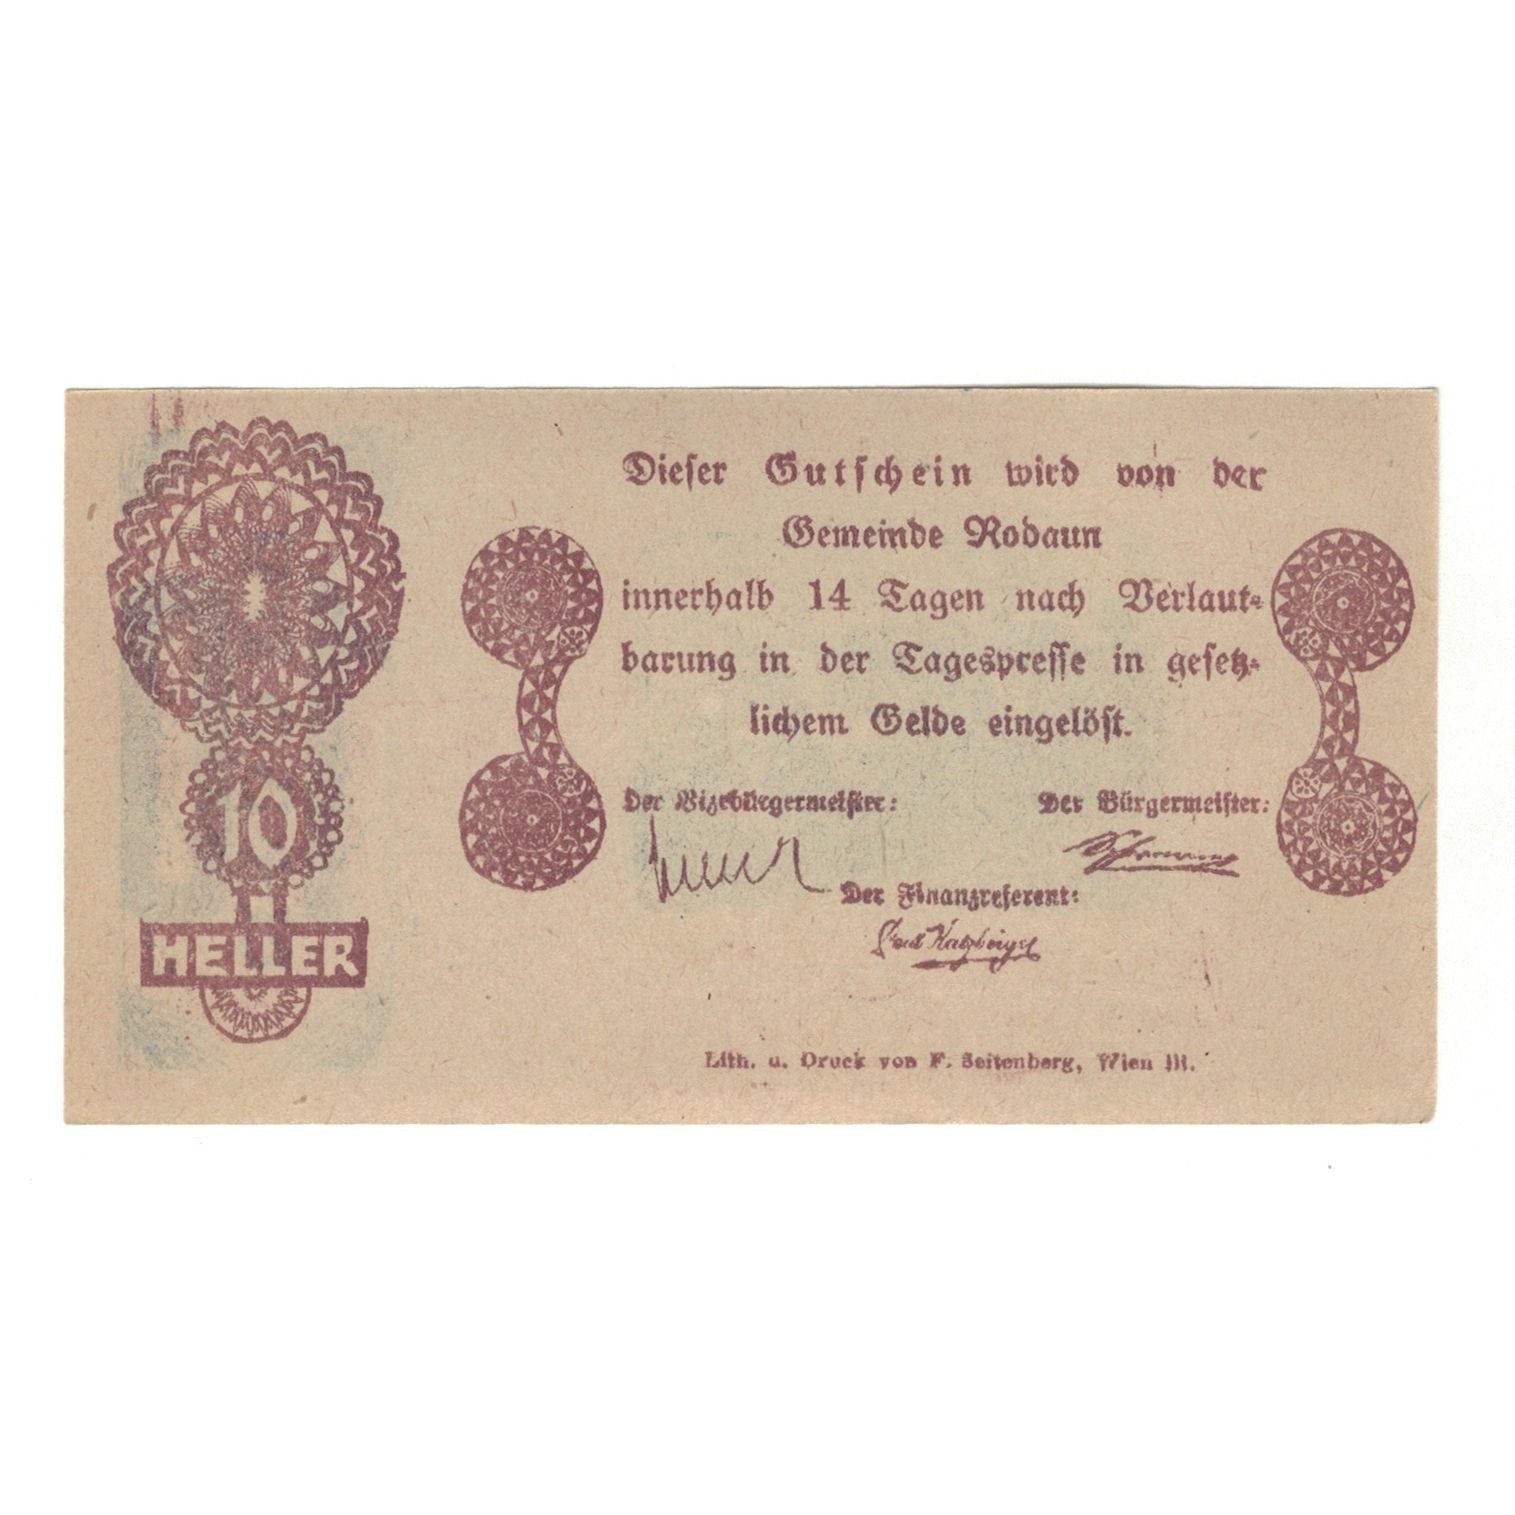 Dieser Gutschein wird von der
Gemeinde Rodaun
innerhalb 14 Tagen nach Verlaut-
barung in der Tagespresse in gesetz-
lichem Gelde eingelöst.
Der Vizebürgermeister: Der Bürgermeister:
Der Finanzreferent:
10
HELLER
Lith. u. Druck von F. Seitenberg, Wien III.